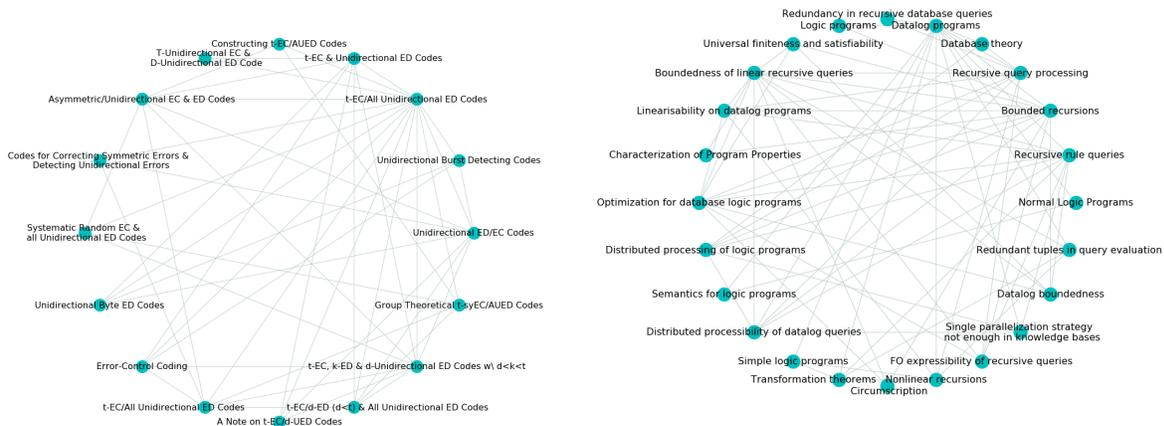 Constructing t-EC/AUED Codes
T-Unidirectional EC &
D-Unidirectional ED Code
t-EC & Unidirectional ED Codes
Asymmetric/Unidirectional EC & ED Codes
t-EC/All Unidirectional ED Codes
Codes for Correcting Symmetric Errors &
Detecting Unidirectional Errors
Unidirectional Burst Detecting Codes
Systematic Random EC &
all Unidirectional ED Codes
Unidirectional ED/EC Codes
Unidirectional Byte ED Codes
Group Theoretical t-syEC/AUED Codes
Error-Control Coding
t-EC, k-ED & d-Unidirectional ED Codes w\ d<k<t
t-EC/All Unidirectional ED Codes
t-EC/d-ED (d<t) & All Unidirectional ED Codes
A Note on t-EC/d-UED Codes
Redundancy in recursive database queries
Logic programs
Datalog programs
Universal finiteness and satisfiability
Database theory
Boundedness of linear recursive queries
Recursive query processing
Linearisability on datalog programs
Bounded recursions
Characterization of Program Properties
Recursive rule queries
Optimization for database logic programs
Normal Logic Programs
Distributed processing of logic programs
Redundant tuples in query evaluation
Semantics for logic programs
Datalog boundedness
Distributed processibility of datalog queries
Single parallelization strategy
not enough in knowledge bases
Simple logic programs
FO expressibility of recursive queries
Transformation theorems
Nonlinear recursions
Circumscription